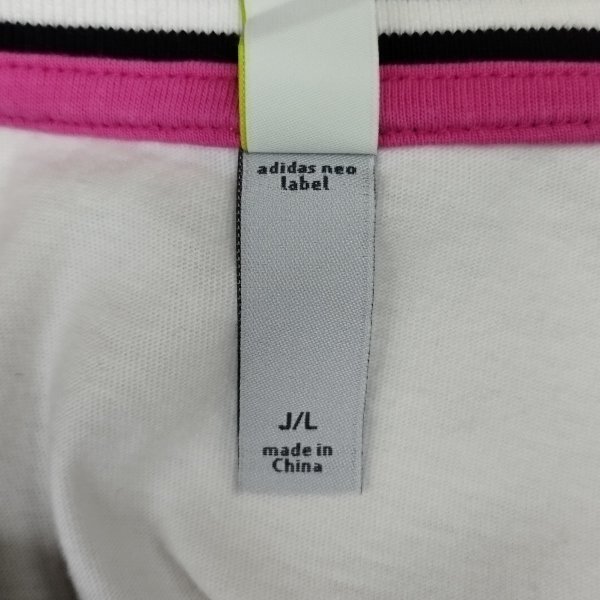 adidas neo
label
J/L
made in
China